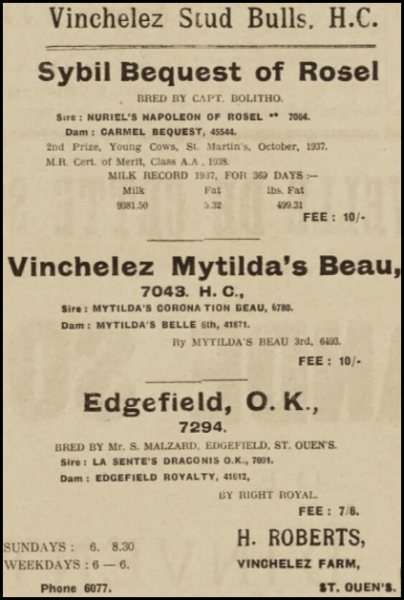 Vinchelez Stud Bulls, H.C.
Sybil Bequest of Rosel
BRED BY CAPT. BOLITHO.
Sire : NURIEL'S NAPOLEON OF ROSEL ** 7064.
Dam : CARMEL BEQUEST, 45544.
2nd Prize, Young Cows, St. Martin's, October, 1937.
M.R. Cert. of Merit, Class A.A., 1938.
MILK RECORD 1937, FOR 369 DAYS :—
Milk Fat lbs. Fat
9381.50 5.32 499.31
FEE : 10/-
Vinchelez Mytilda's Beau,
7043. H. C.,
Sire : MYTILDA'S CORONATION BEAU, 6780.
Dam : MYTILDA'S BELLE 6th, 41871.
By MYTILDA'S BEAU 3rd, 6493.
FEE : 10/-
Edgefield, O. K.,
7294.
BRED BY Mr. S. MALZARD, EDGEFIELD, ST. OUEN'S.
Sire : LA SENTE'S DRACONIS O.K., 7091.
Dam : EDGEFIELD ROYALTY, 41612,
BY RIGHT ROYAL.
FEE : 7/6.
SUNDAYS : 6. 8.30
WEEKDAYS : 6 — 6.
Phone 6077.
H. ROBERTS,
VINCHELEZ FARM,
ST. OUEN'S.